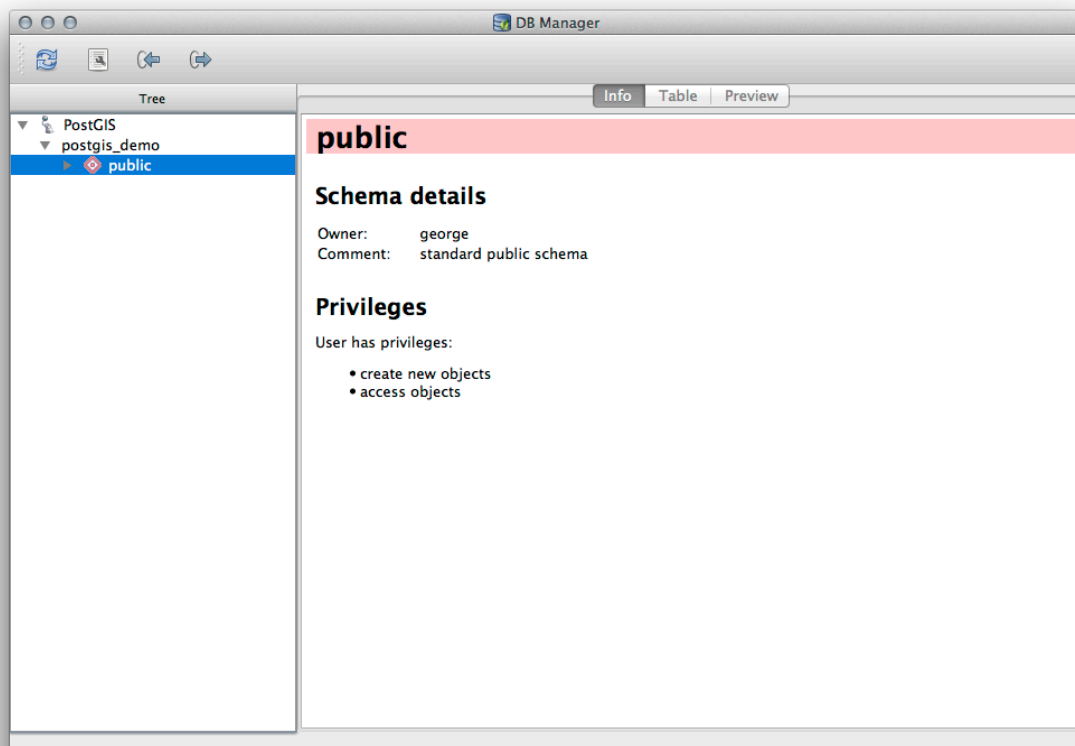 DB Manager
Tree
Info Table Preview
PostGIS
postgis_demo
public
public
Schema details
Owner: george
Comment: standard public schema
Privileges
User has privileges:
• create new objects
• access objects